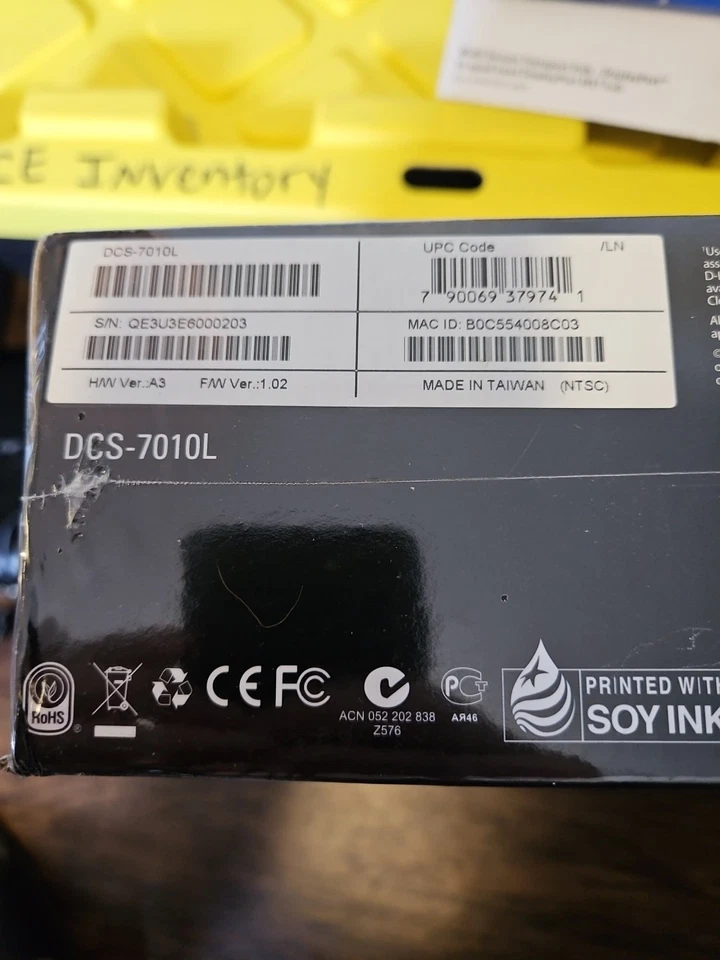 CE Inventory
DCS-7010L
UPC Code /LN
7 90069 37974 1
S/N: QE3U3E6000203
MAC ID: B0C554008C03
H/W Ver.:A3 F/W Ver.:1.02
MADE IN TAIWAN (NTSC)
DCS-7010L
RoHS
CE FC
ACN 052 202 838
Z576
РСТ
АЯ46
PRINTED WITH
SOY INK